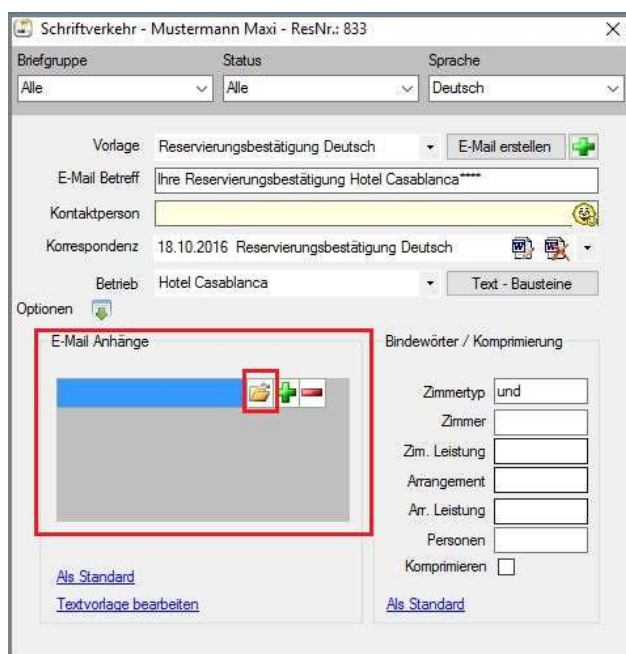 Schriftverkehr - Mustermann Maxi - ResNr.: 833
Briefgruppe Status Sprache
Alle Alle Deutsch
Vorlage Reservierungsbestätigung Deutsch E-Mail erstellen
E-Mail Betreff Ihre Reservierungsbestätigung Hotel Casablanca****
Kontaktperson
Korrespondenz 18.10.2016 Reservierungsbestätigung Deutsch
Betrieb Hotel Casablanca Text - Bausteine
Optionen
E-Mail Anhänge Bindewörter / Komprimierung
Zimmertyp und
Zimmer
Zim. Leistung
Arrangement
Arr. Leistung
Personen
Komprimieren
Als Standard
Textvorlage bearbeiten Als Standard